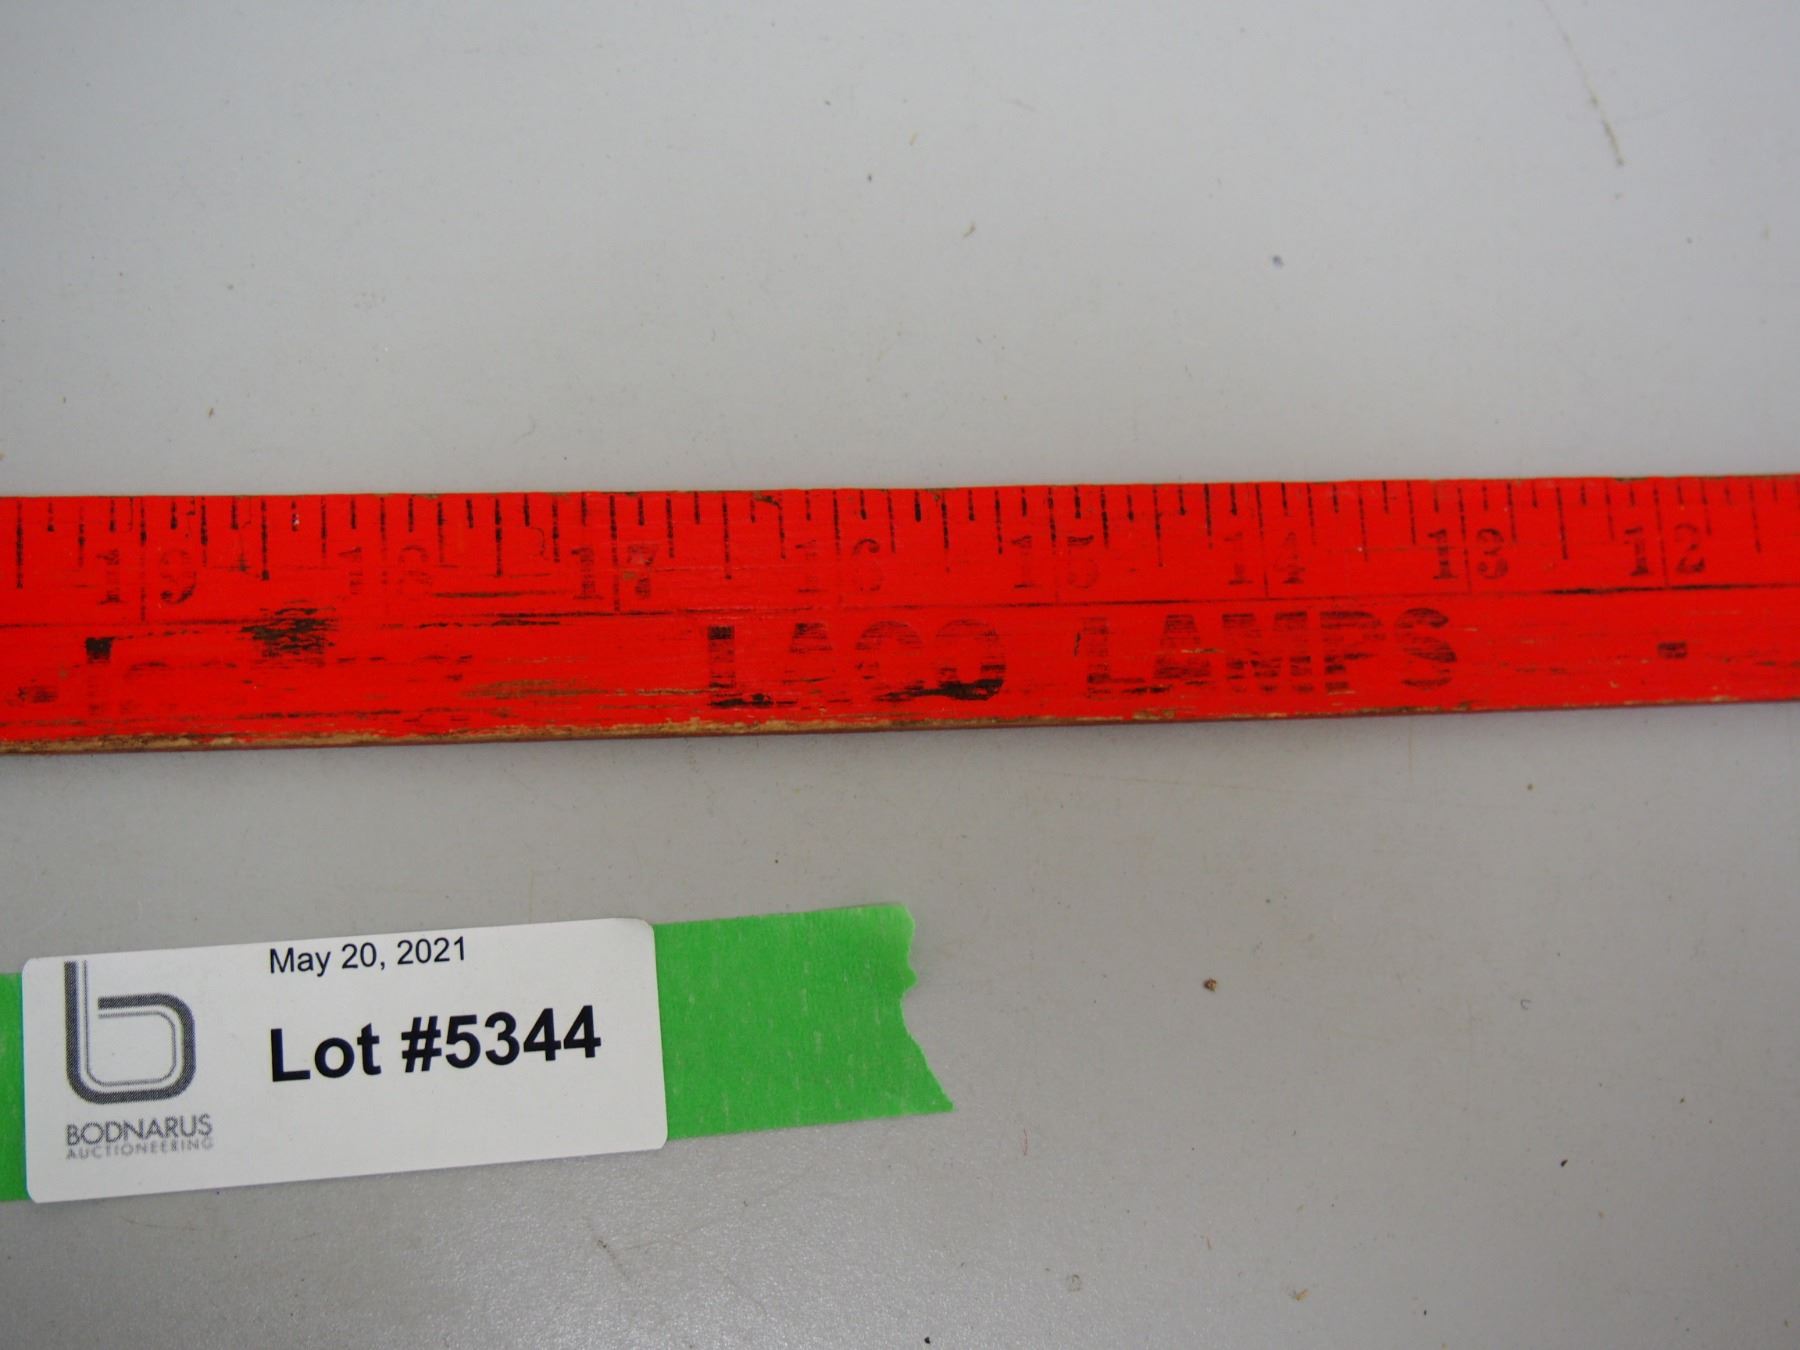 19 18 17 16 15 14 13 12
LACO LAMPS -
May 20, 2021
Lot #5344
BODNARUS
AUCTIONEERING